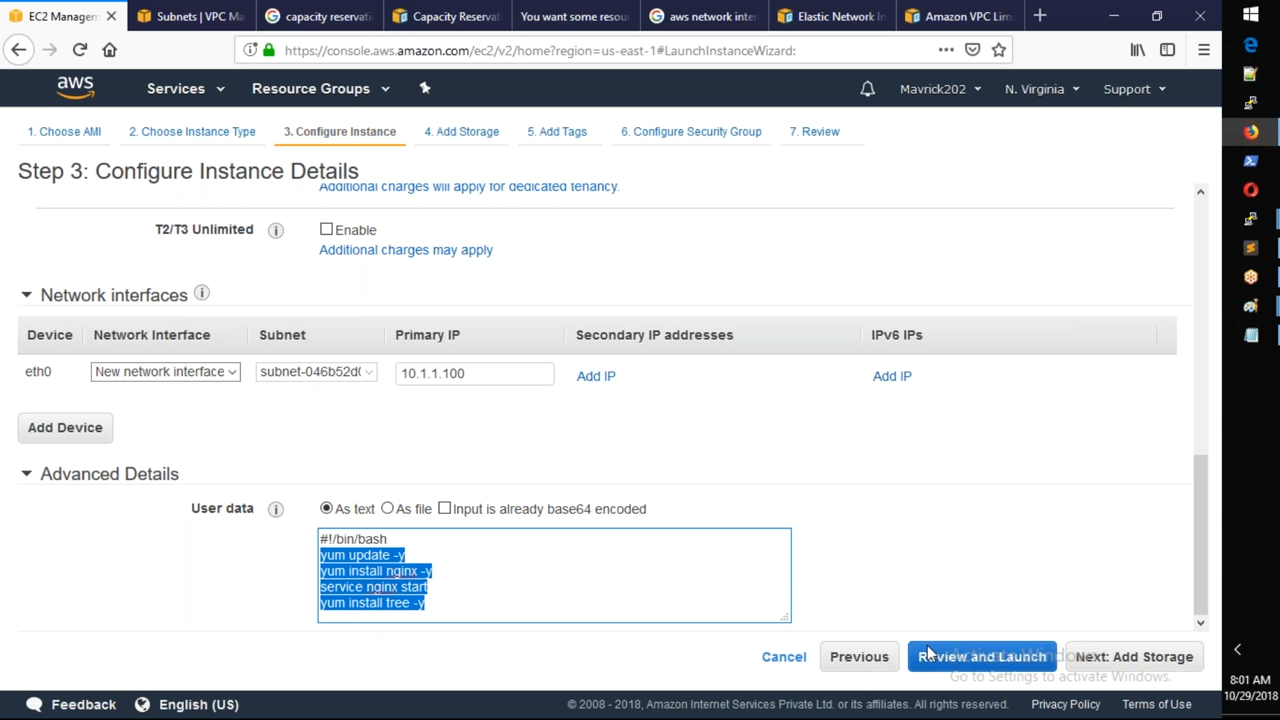 EC2 Managem
Subnets | VPC Ma
capacity reservati
Capacity Reservat
You want some resou
aws network inter
Elastic Network In
Amazon VPC Lim
https://console.aws.amazon.com/ec2/v2/home?region=us-east-1#LaunchInstanceWizard:
aws
Services
Resource Groups
Mavrick202
N. Virginia
Support
1. Choose AMI
2. Choose Instance Type
3. Configure Instance
4. Add Storage
5. Add Tags
6. Configure Security Group
7. Review
Step 3: Configure Instance Details
Additional charges will apply for dedicated tenancy.
T2/T3 Unlimited
Enable
Additional charges may apply
Network interfaces
Device
Network Interface
Subnet
Primary IP
Secondary IP addresses
IPv6 IPs
eth0
New network interface
subnet-046b52d(
10.1.1.100
Add IP
Add IP
Add Device
Advanced Details
User data
As text
As file
Input is already base64 encoded
#!/bin/bash
yum update -y
yum install nginx -y
service nginx start
yum install tree -y
Cancel
Previous
Review and Launch
Next: Add Storage
Activate Windows
Go to Settings to activate Windows.
Feedback
English (US)
© 2008 - 2018, Amazon Internet Services Private Ltd. or its affiliates. All rights reserved.
Privacy Policy
Terms of Use
8:01 AM
10/29/2018